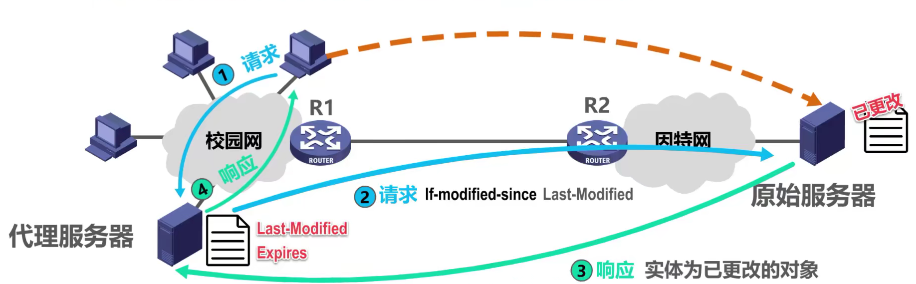 ① 请求
已更改
R1
R2
校园网
ROUTER
ROUTER
因特网
④ 响应
② 请求 If-modified-since Last-Modified
原始服务器
代理服务器
Last-Modified
Expires
③ 响应 实体为已更改的对象